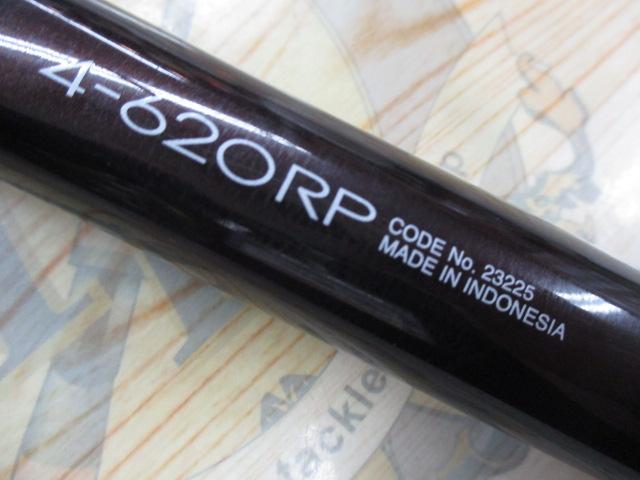 4-620RP
CODE No. 23225
MADE IN INDONESIA
tackle